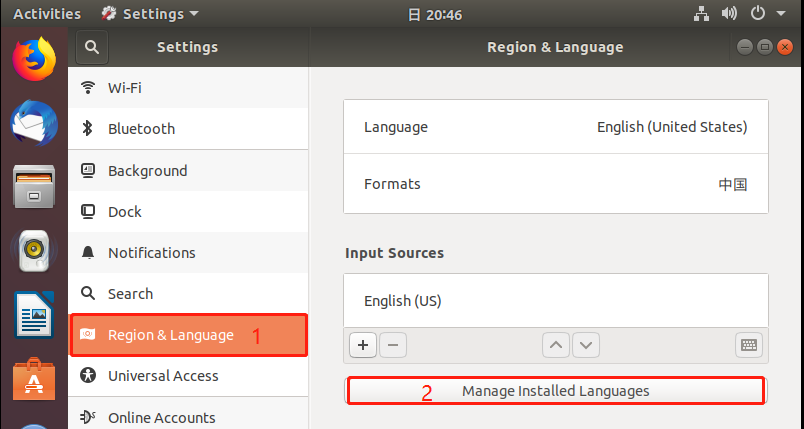 Activities Settings 日 20:46
Settings Region & Language
Wi-Fi
Bluetooth
Background
Dock
Notifications
Search
Region & Language 1
Universal Access
Online Accounts
Language English (United States)
Formats 中国
Input Sources
English (US)
2 Manage Installed Languages